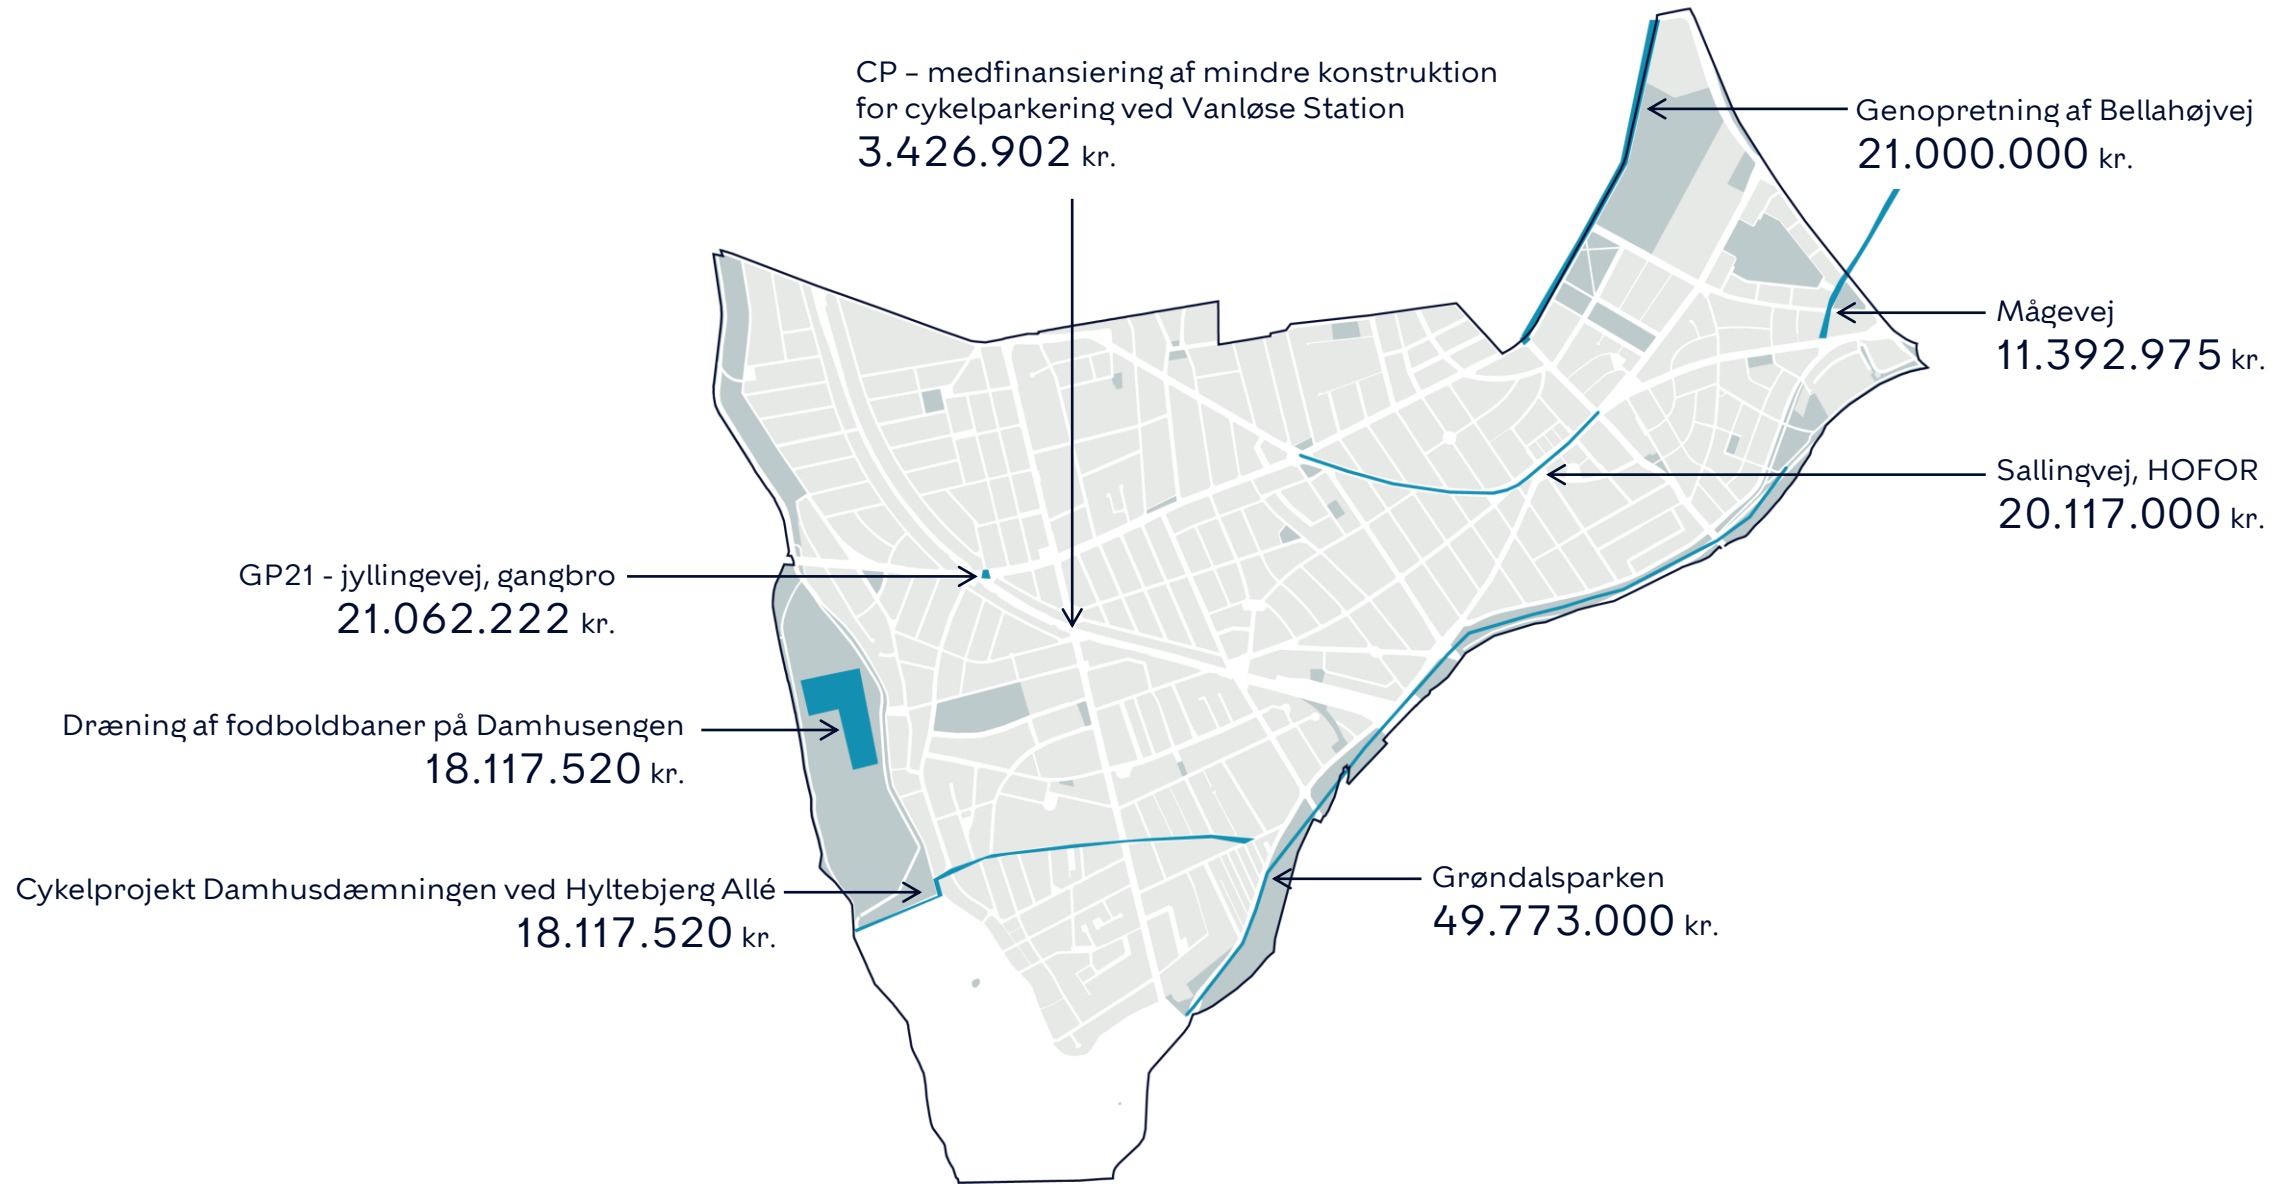 CP – medfinansiering af mindre konstruktion
for cykelparkering ved Vanløse Station
3.426.902 kr.
Genopretning af Bellahøjvej
21.000.000 kr.
Mågevej
11.392.975 kr.
Sallingvej, HOFOR
20.117.000 kr.
GP21 - jyllingevej, gangbro
21.062.222 kr.
Dræning af fodboldbaner på Damhusengen
18.117.520 kr.
Cykelprojekt Damhusdæmningen ved Hyltebjerg Allé
18.117.520 kr.
Grøndalsparken
49.773.000 kr.